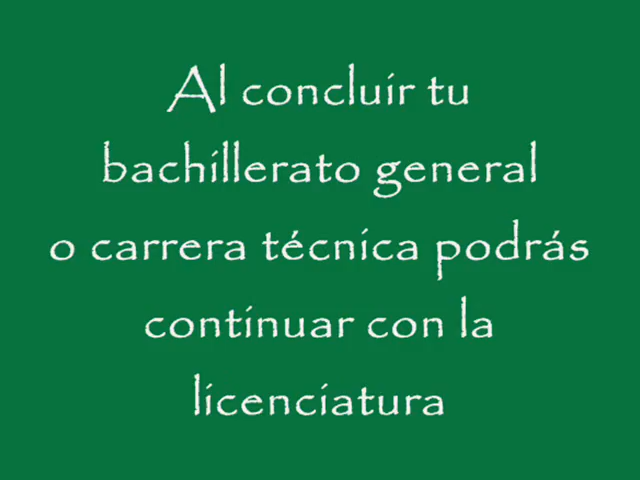 Al concluir tu
bachillerato general
o carrera técnica podrás
continuar con la
licenciatura